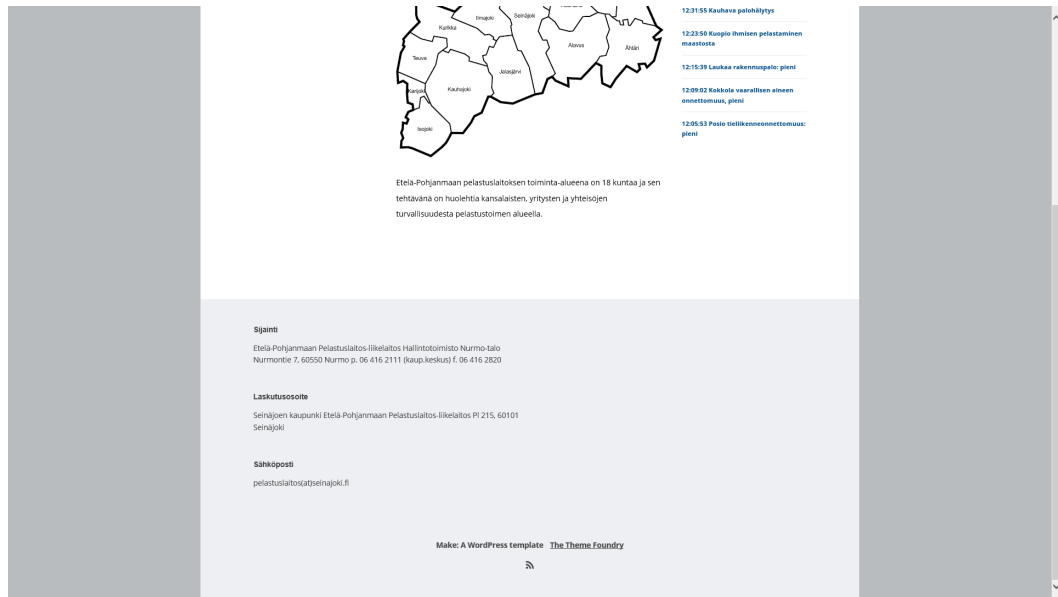 Ilmajoki
Seinäjoki
Kurikka
Alavus
Ähtäri
Teuva
Jalasjärvi
Karijoki
Kauhajoki
Isojoki
12:31:55 Kauhava palohälytys
12:23:50 Kuopio ihmisen pelastaminen
maastosta
12:15:39 Laukaa rakennuspalo: pieni
12:09:02 Kokkola vaarallisen aineen
onnettomuus, pieni
12:05:53 Posio tieliikenneonnettomuus:
pieni
Etelä-Pohjanmaan pelastuslaitoksen toiminta-alueena on 18 kuntaa ja sen
tehtävänä on huolehtia kansalaisten, yritysten ja yhteisöjen
turvallisuudesta pelastustoimen alueella.
Sijainti
Etelä-Pohjanmaan Pelastuslaitos-liikelaitos Hallintotoimisto Nurmo-talo
Nurmontie 7, 60550 Nurmo p. 06 416 2111 (kaup.keskus) f. 06 416 2820
Laskutusosoite
Seinäjoen kaupunki Etelä-Pohjanmaan Pelastuslaitos-liikelaitos Pl 215, 60101
Seinäjoki
Sähköposti
pelastuslaitos(at)seinajoki.fi
Make: A WordPress template The Theme Foundry